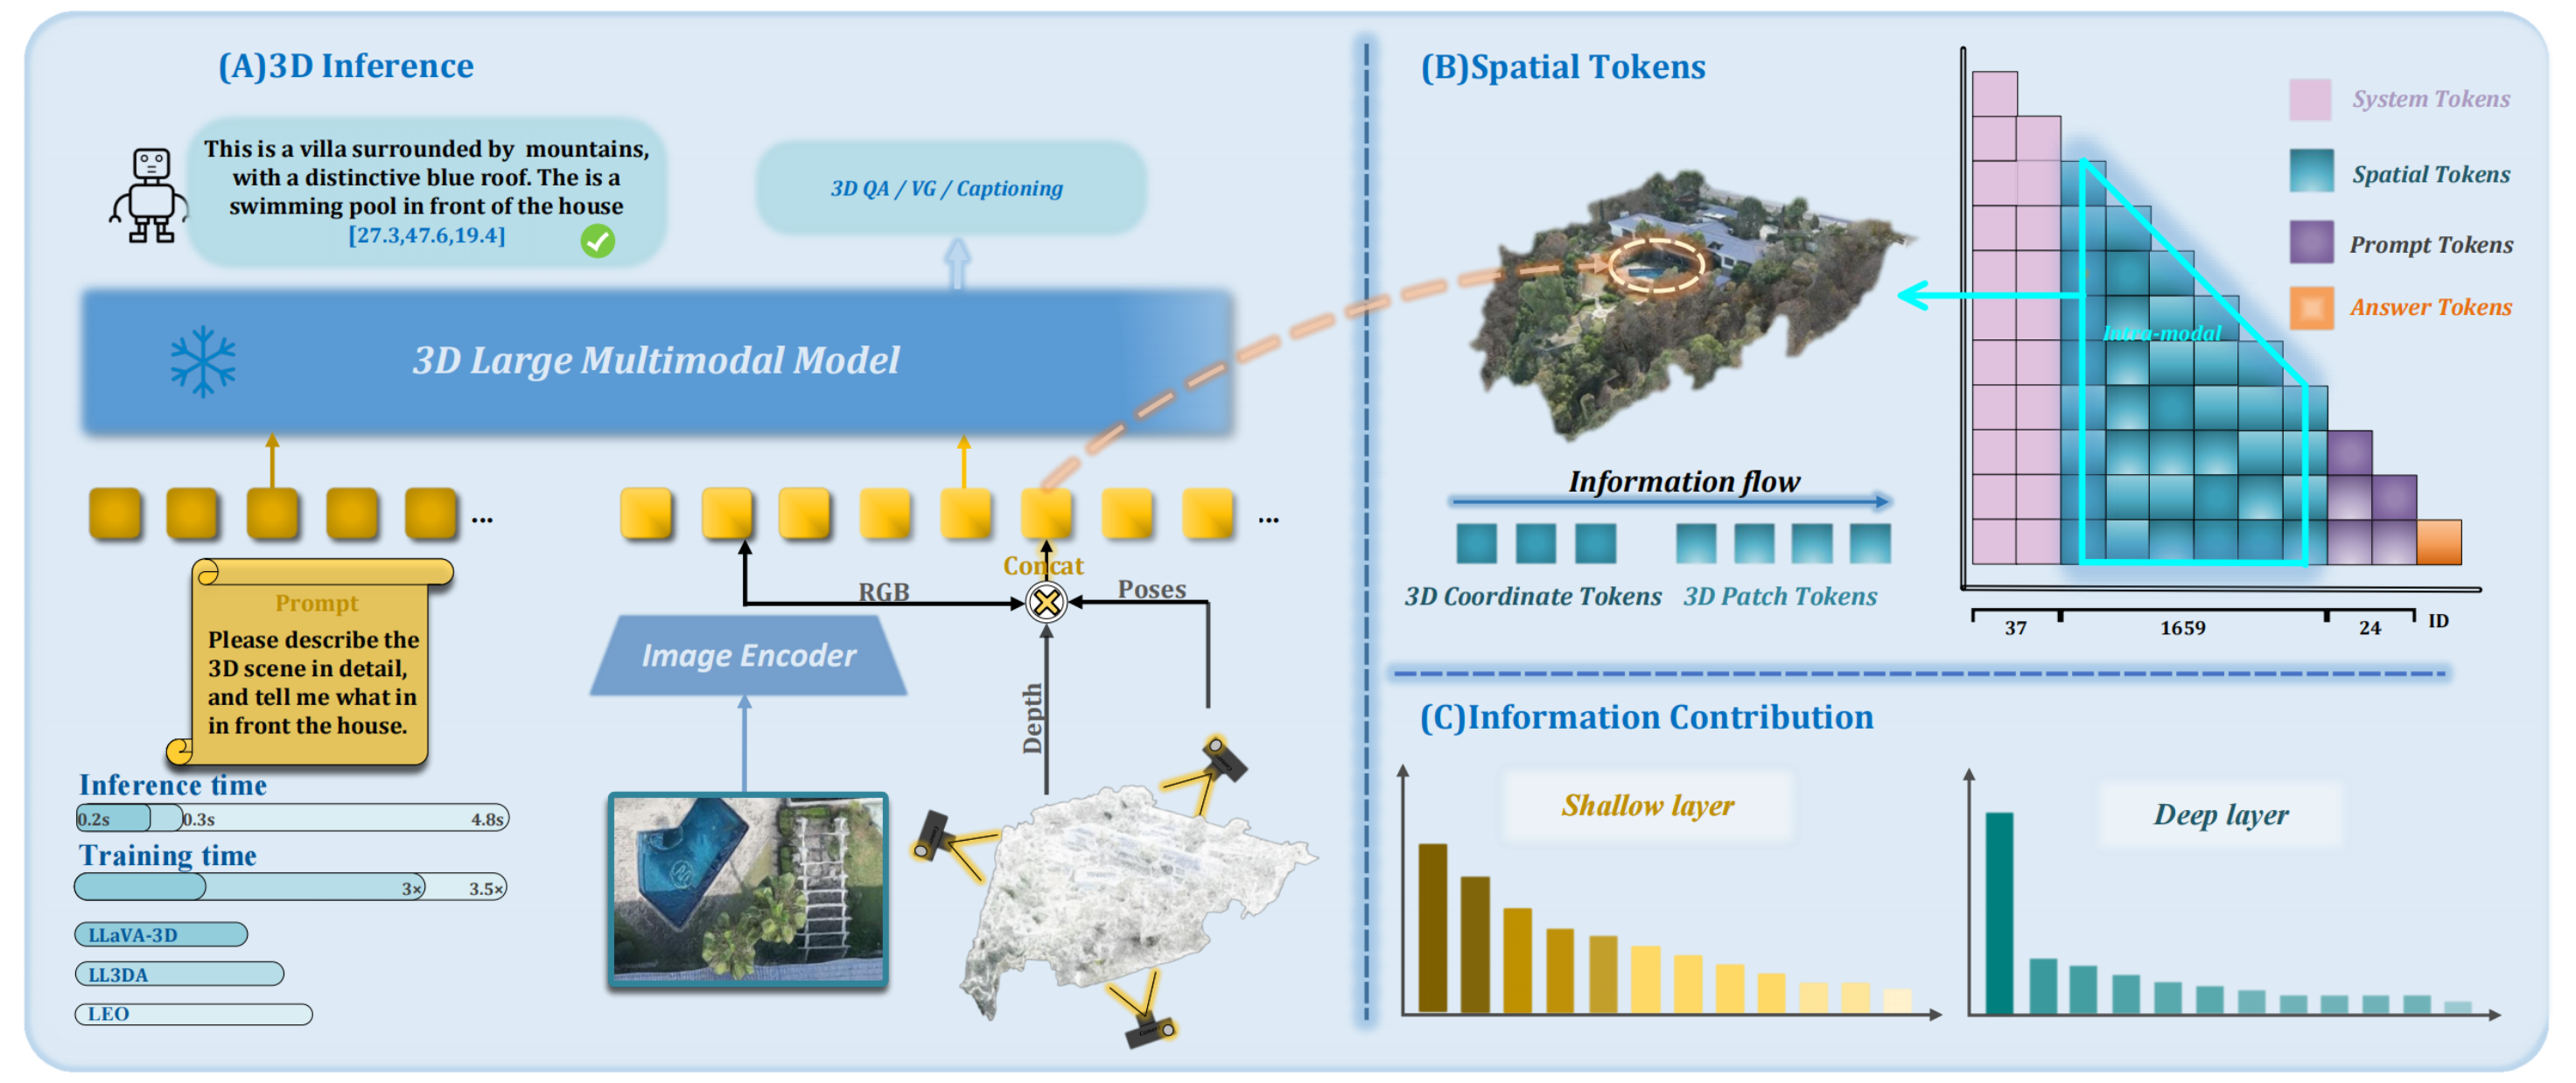 (A)3D Inference
This is a villa surrounded by mountains,
with a distinctive blue roof. The is a
swimming pool in front of the house
[27.3,47.6,19.4]
3D QA / VG / Captioning
3D Large Multimodal Model
...
...
Prompt
Please describe the
3D scene in detail,
and tell me what in
in front the house.
Concat
RGB
Poses
Image Encoder
Depth
Inference time
0.2s 0.3s 4.8s
Training time
3× 3.5×
LLaVA-3D
LL3DA
LEO
(B)Spatial Tokens
System Tokens
Spatial Tokens
Prompt Tokens
Answer Tokens
Intra-modal
Information flow
3D Coordinate Tokens 3D Patch Tokens
37 1659 24 ID
(C)Information Contribution
Shallow layer
Deep layer